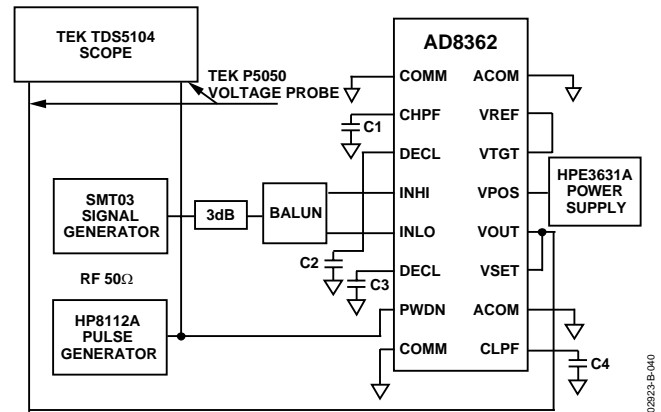 TEK TDS5104
SCOPE
TEK P5050
VOLTAGE PROBE
SMT03
SIGNAL
GENERATOR
3dB
BALUN
RF 50Ω
HP8112A
PULSE
GENERATOR
C1
C2
C3
AD8362
COMM ACOM
CHPF VREF
DECL VTGT
INHI VPOS
INLO VOUT
DECL VSET
PWDN ACOM
COMM CLPF
HPE3631A
POWER
SUPPLY
C4
02923-B-040